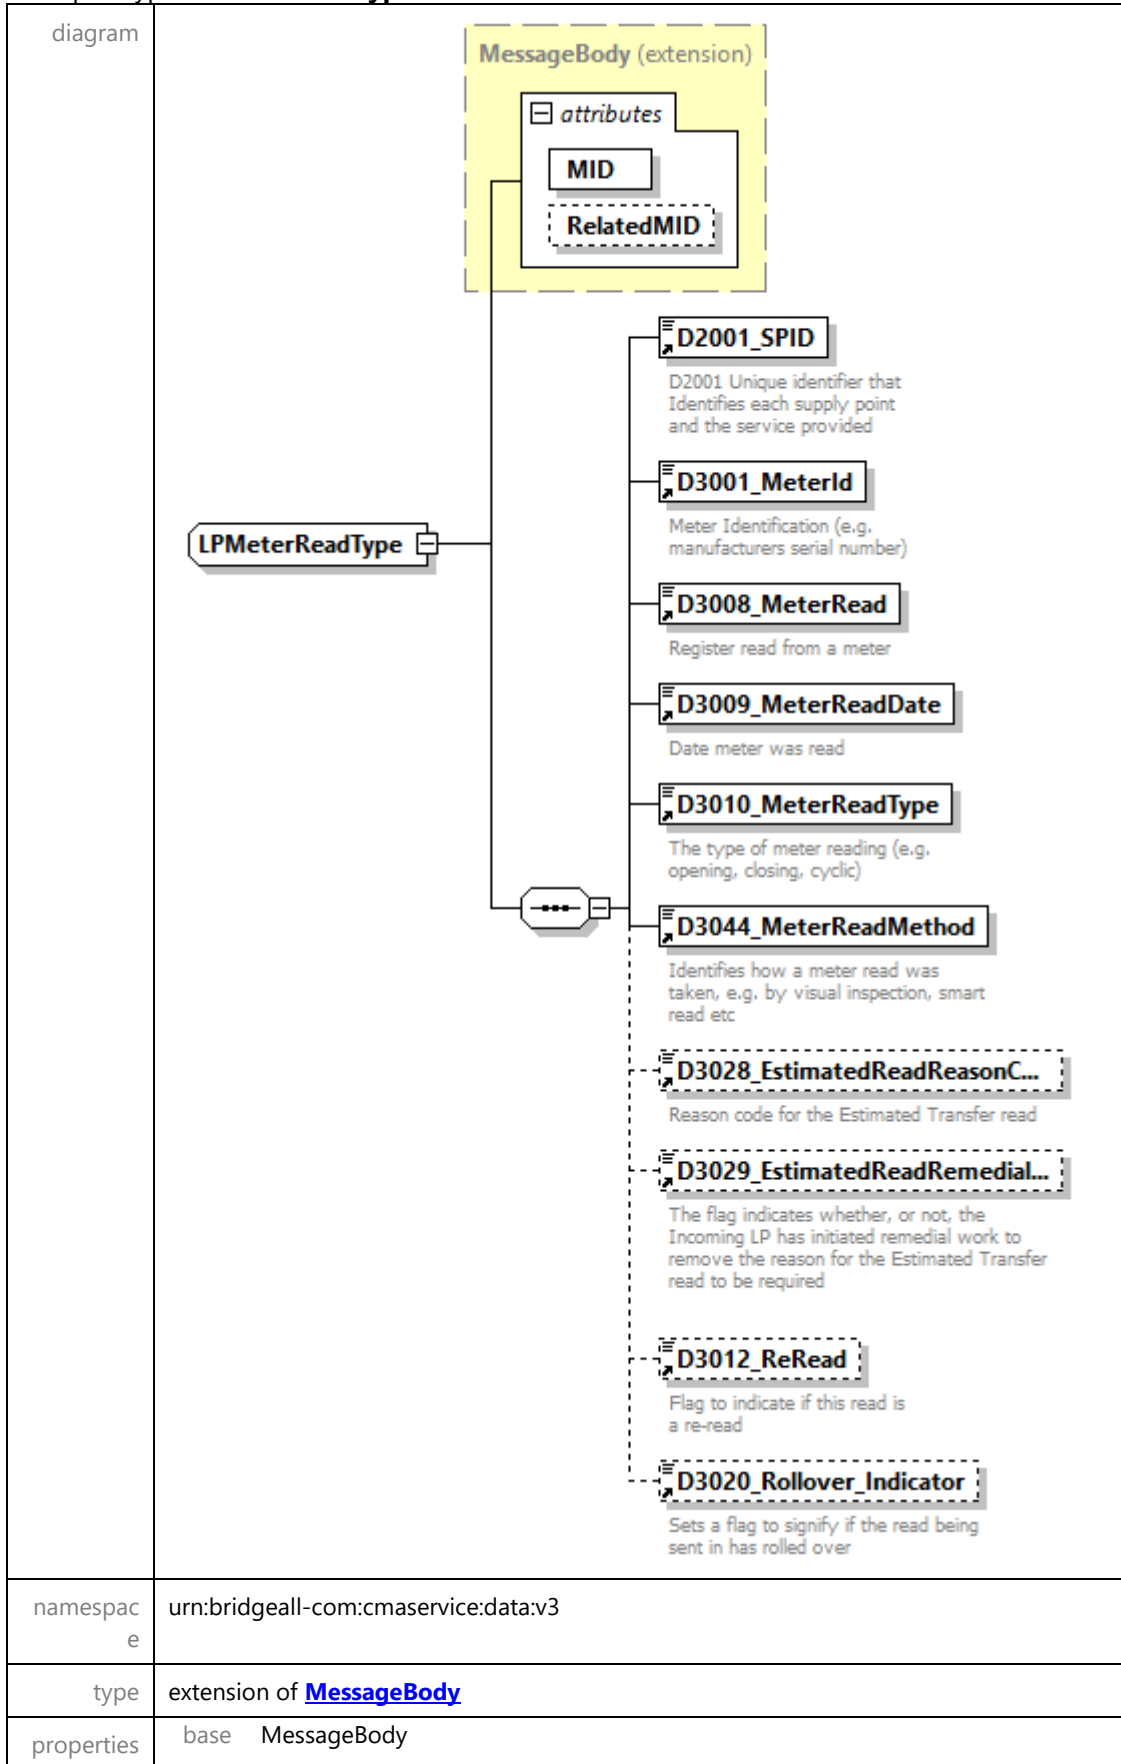 diagram
MessageBody (extension)
attributes
MID
RelatedMID
D2001_SPID
D2001 Unique identifier that
Identifies each supply point
and the service provided
D3001_MeterId
Meter Identification (e.g.
manufacturers serial number)
LPMeterReadType
D3008_MeterRead
Register read from a meter
D3009_MeterReadDate
Date meter was read
D3010_MeterReadType
The type of meter reading (e.g.
opening, closing, cyclic)
D3044_MeterReadMethod
Identifies how a meter read was
taken, e.g. by visual inspection, smart
read etc
D3028_EstimatedReadReasonC...
Reason code for the Estimated Transfer read
D3029_EstimatedReadRemedial...
The flag indicates whether, or not, the
Incoming LP has initiated remedial work to
remove the reason for the Estimated Transfer
read to be required
D3012_ReRead
Flag to indicate if this read is
a re-read
D3020_Rollover_Indicator
Sets a flag to signify if the read being
sent in has rolled over
namespac
e
urn:bridgeall-com:cmaservice:data:v3
type
extension of MessageBody
properties
base MessageBody